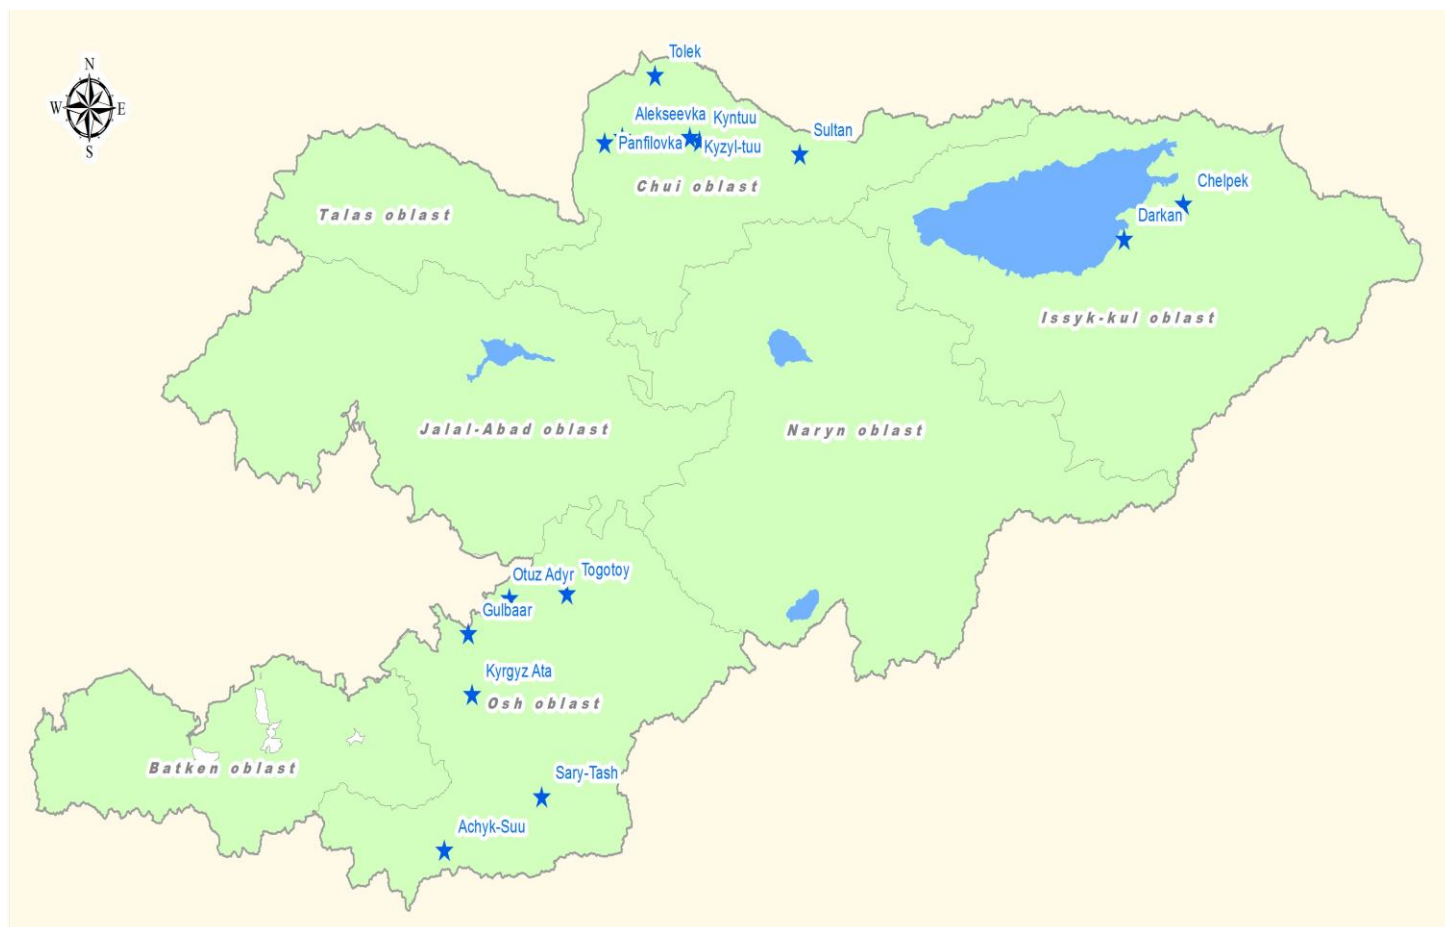 Tolek
N
W E
S
Alekseevka Kyntuu
Sultan
Panfilovka Kyzyl-tuu
Chui oblast
Chelpek
Talas oblast
Darkan
Issyk-kul oblast
Jalal-Abad oblast
Naryn oblast
Otuz Adyr Togotoy
Gulbaar
Kyrgyz Ata
Osh oblast
Batken oblast
Sary-Tash
Achyk-Suu